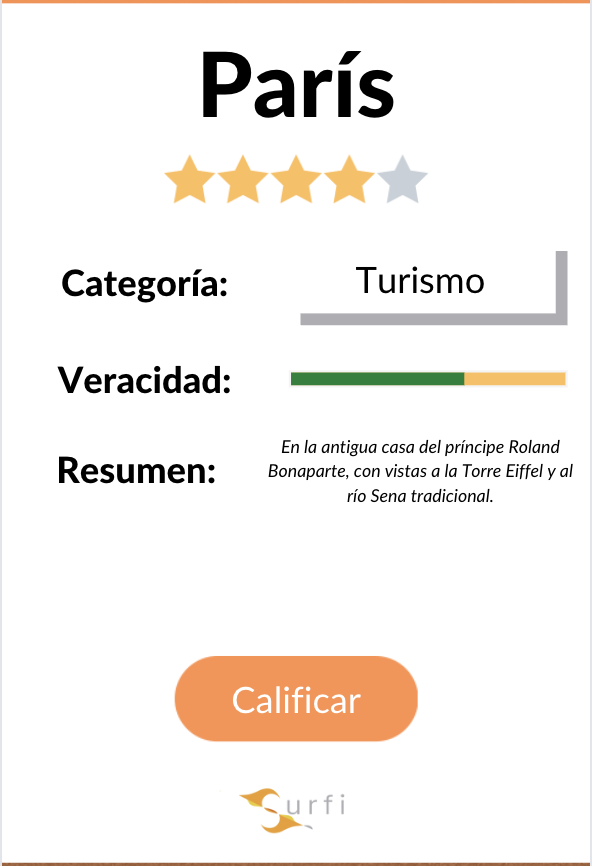 París
Categoría:
Turismo
Veracidad:
Resumen:
En la antigua casa del príncipe Roland
Bonaparte, con vistas a la Torre Eiffel y al
río Sena tradicional.
Calificar
Surfi